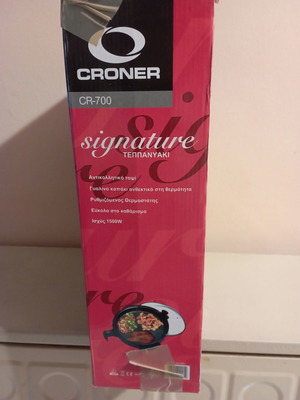 CRONER
CR-700
signature
ΤΕΠΠΑΝΥΑΚΙ
Αντικολλητικό ταψί
Γυάλινο καπάκι ανθεκτικό στη θερμότητα
Ρυθμιζόμενος Θερμοστάτης
Εύκολο στο καθάρισμα
Ισχύς 1500W